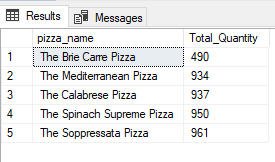 Results Messages
pizza_name Total_Quantity
1 The Brie Carre Pizza 490
2 The Mediterranean Pizza 934
3 The Calabrese Pizza 937
4 The Spinach Supreme Pizza 950
5 The Soppressata Pizza 961